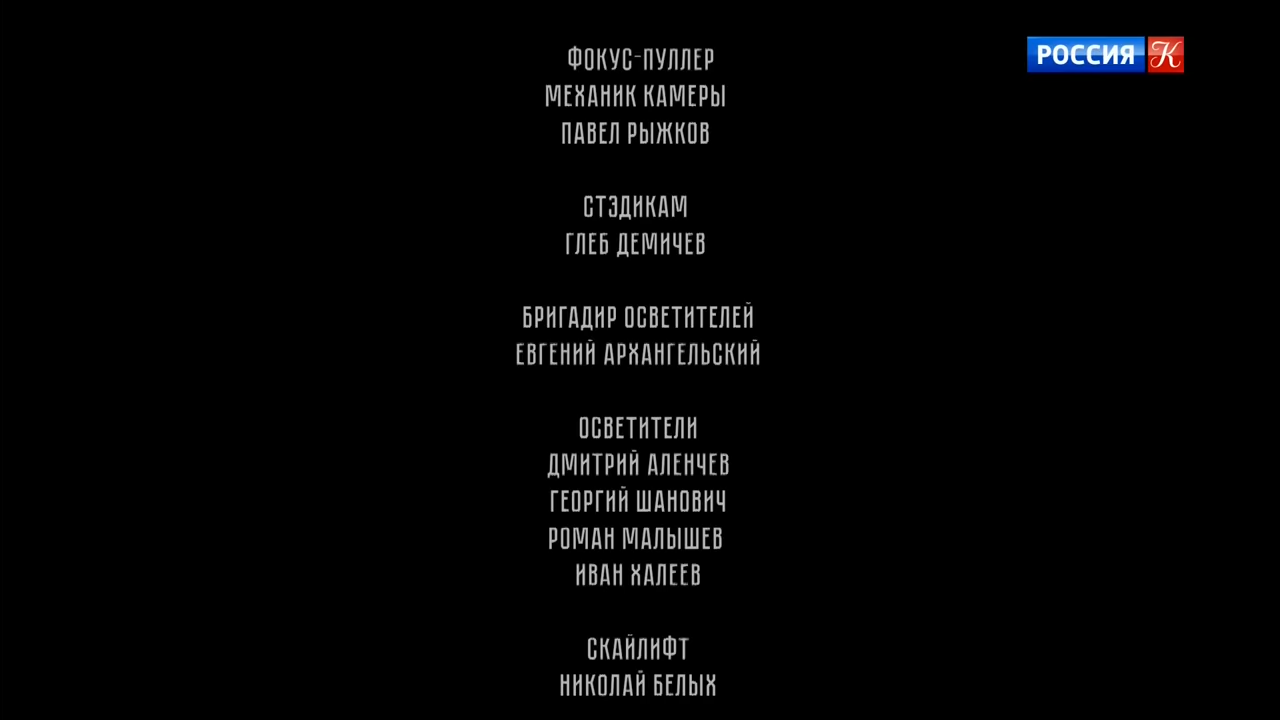 ФОКУС-ПУЛЛЕР
РОССИЯ К
МЕХАНИК КАМЕРЫ
ПАВЕЛ РЫЖКОВ
СТЭДИКАМ
ГЛЕБ ДЕМИЧЕВ
БРИГАДИР ОСВЕТИТЕЛЕЙ
ЕВГЕНИЙ АРХАНГЕЛЬСКИЙ
ОСВЕТИТЕЛИ
ДМИТРИЙ АЛЕНЧЕВ
ГЕОРГИЙ ШАНОВИЧ
РОМАН МАЛЫШЕВ
ИВАН ХАЛЕЕВ
СКАЙЛИФТ
НИКОЛАЙ БЕЛЫХ